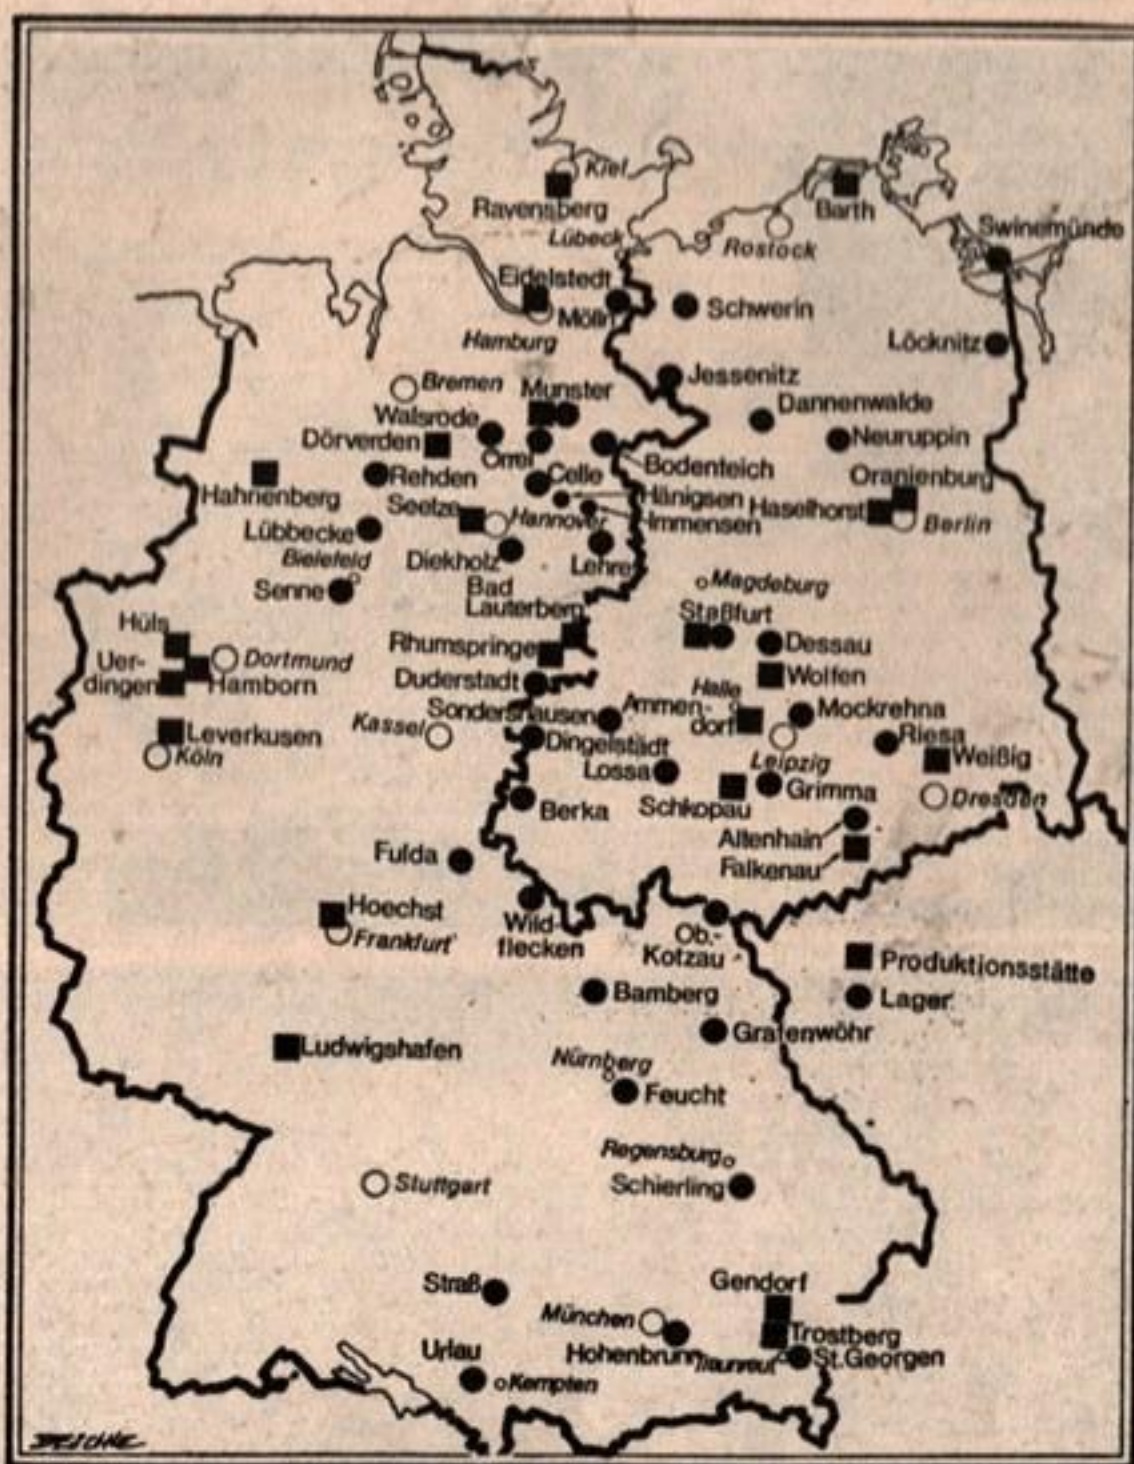 Kiel
Ravensberg
Barth
Lübeck
Rostock
Swinemünde
Eidelstedt
Mölln
Schwerin
Hamburg
Löcknitz
Jessenitz
Bremen
Munster
Dannenwalde
Walsrode
Dörverden
Neuruppin
Orrel
Bodenteich
Rehden
Celle
Oranienburg
Hahnenberg
Hänigsen
Seelze
Hannover
Immensen
Haselhorst
Berlin
Lübbecke
Bielefeld
Diekholz
Lehre
Senne
Bad
Lauterberg
Magdeburg
Hüls
Staßfurt
Rhumspringe
Dessau
Uer-
dingen
Dortmund
Hamborn
Duderstadt
Wolfen
Halle
Sondershausen
Ammen-
dorf
Mockrehna
Leverkusen
Kassel
Dingelstädt
Riesa
Köln
Weißig
Lossa
Leipzig
Schkopau
Grimma
Dresden
Berka
Altenhain
Falkenau
Fulda
Hoechst
Frankfurt
Wild-
flecken
Ob.-
Kotzau
Produktionsstätte
Bamberg
Lager
Grafenwöhr
Ludwigshafen
Nürnberg
Feucht
Regensburg
Stuttgart
Schierling
Straß
Gendorf
München
Trostberg
Hohenbrunn
Traunreut
St.Georgen
Urlau
Kempten